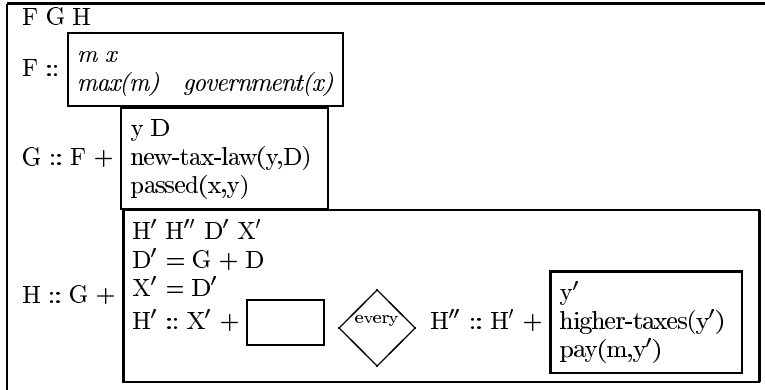 F G H
F ::
m x
max(m) government(x)
G :: F +
y D
new-tax-law(y,D)
passed(x,y)
H :: G +
H′ H″ D′ X′
D′ = G + D
X′ = D′
H′ :: X′ + every H″ :: H′ +
y′
higher-taxes(y′)
pay(m,y′)